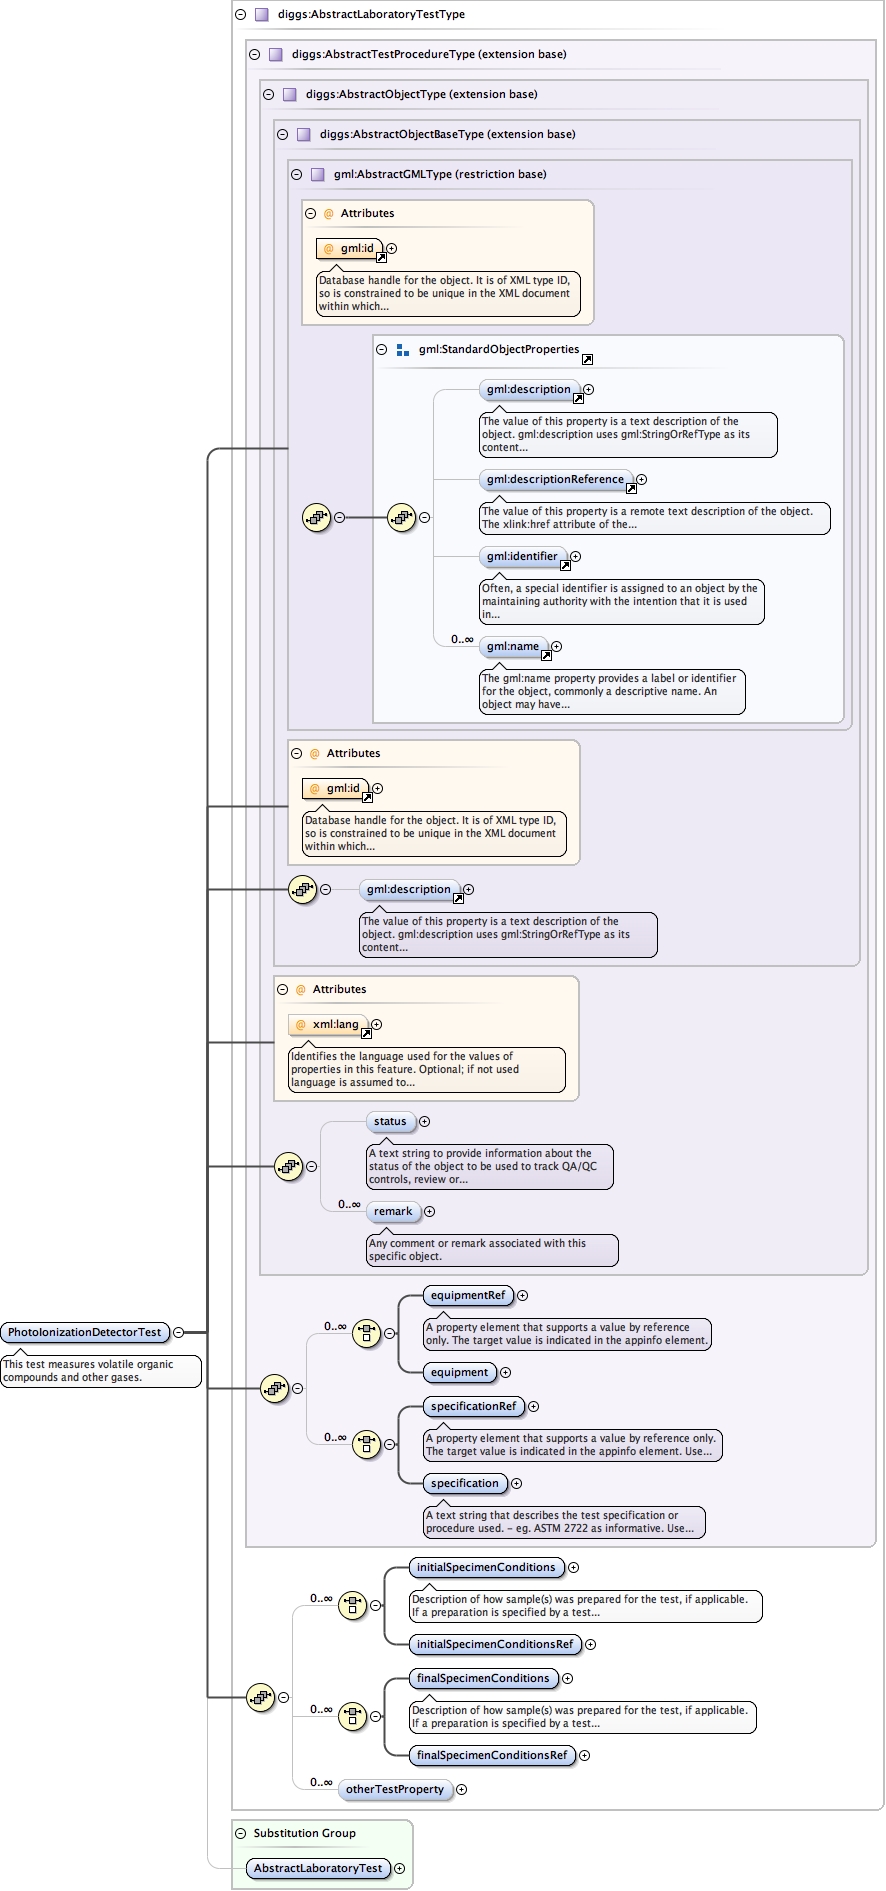 diggs:AbstractLaboratoryTestType
diggs:AbstractTestProcedureType (extension base)
diggs:AbstractObjectType (extension base)
diggs:AbstractObjectBaseType (extension base)
gml:AbstractGMLType (restriction base)
@ Attributes
@ gml:id
Database handle for the object. It is of XML type ID,
so is constrained to be unique in the XML document
within which...
gml:StandardObjectProperties
gml:description
The value of this property is a text description of the
object. gml:description uses gml:StringOrRefType as its
content...
gml:descriptionReference
The value of this property is a remote text description of the object.
The xlink:href attribute of the...
gml:identifier
Often, a special identifier is assigned to an object by the
maintaining authority with the intention that it is used
in...
0..∞
gml:name
The gml:name property provides a label or identifier
for the object, commonly a descriptive name. An
object may have...
@ Attributes
@ gml:id
Database handle for the object. It is of XML type ID,
so is constrained to be unique in the XML document
within which...
gml:description
The value of this property is a text description of the
object. gml:description uses gml:StringOrRefType as its
content...
@ Attributes
@ xml:lang
Identifies the language used for the values of
properties in this feature. Optional; if not used
language is assumed to...
status
A text string to provide information about the
status of the object to be used to track QA/QC
controls, review or...
0..∞
remark
Any comment or remark associated with this
specific object.
PhotoIonizationDetectorTest
This test measures volatile organic
compounds and other gases.
0..∞
equipmentRef
A property element that supports a value by reference
only. The target value is indicated in the appinfo element.
equipment
0..∞
specificationRef
A property element that supports a value by reference only.
The target value is indicated in the appinfo element. Use...
specification
A text string that describes the test specification or
procedure used. - eg. ASTM 2722 as informative. Use...
0..∞
initialSpecimenConditions
Description of how sample(s) was prepared for the test, if applicable.
If a preparation is specified by a test...
initialSpecimenConditionsRef
0..∞
finalSpecimenConditions
Description of how sample(s) was prepared for the test, if applicable.
If a preparation is specified by a test...
finalSpecimenConditionsRef
0..∞
otherTestProperty
Substitution Group
AbstractLaboratoryTest